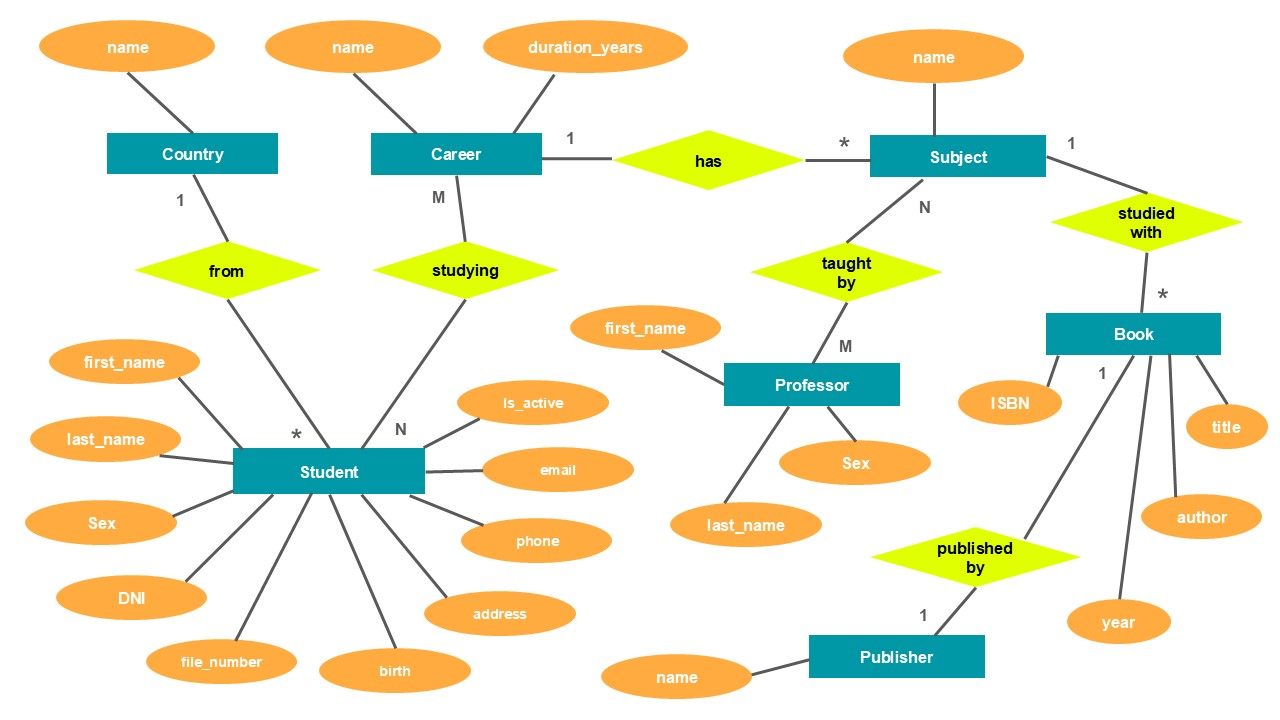 name
name
duration_years
name
Country
Career
1
has
*
Subject
1
1
M
N
studied
with
from
studying
taught
by
*
first_name
Book
M
first_name
Professor
1
ISBN
title
is_active
last_name
*
N
Student
email
Sex
Sex
phone
last_name
author
DNI
address
published
by
file_number
birth
1
year
Publisher
name